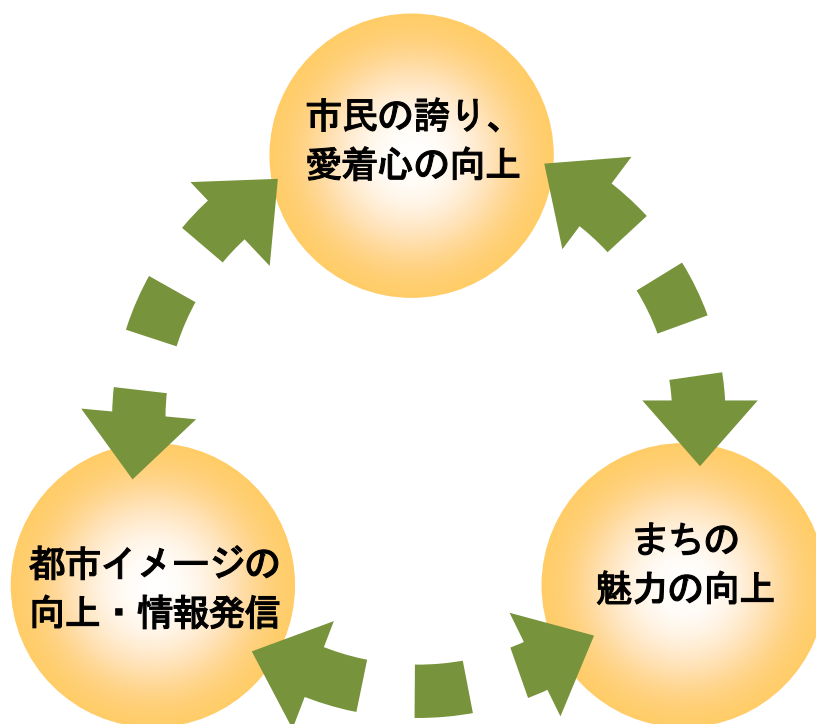 市民の誇り、
愛着心の向上
都市イメージの
向上・情報発信
まちの
魅力の向上